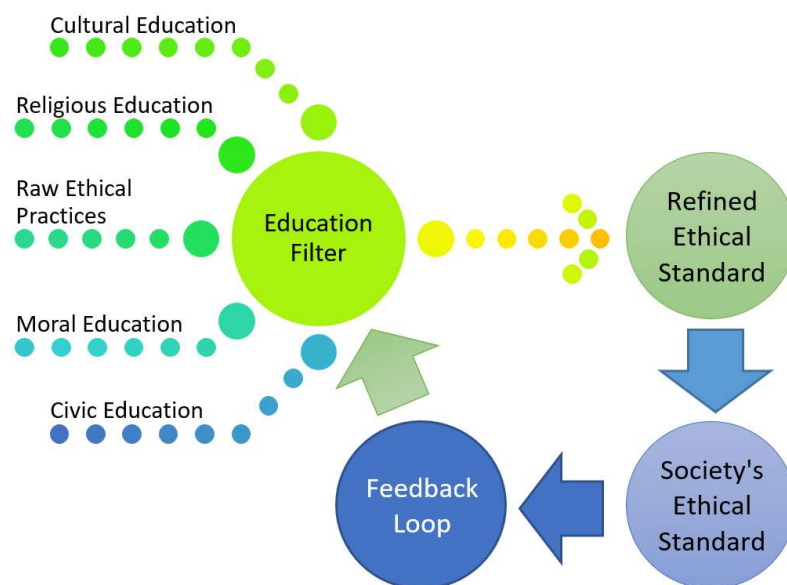 Cultural Education
Religious Education
Raw Ethical
Practices
Moral Education
Civic Education
Education
Filter
Refined
Ethical
Standard
Society's
Ethical
Standard
Feedback
Loop